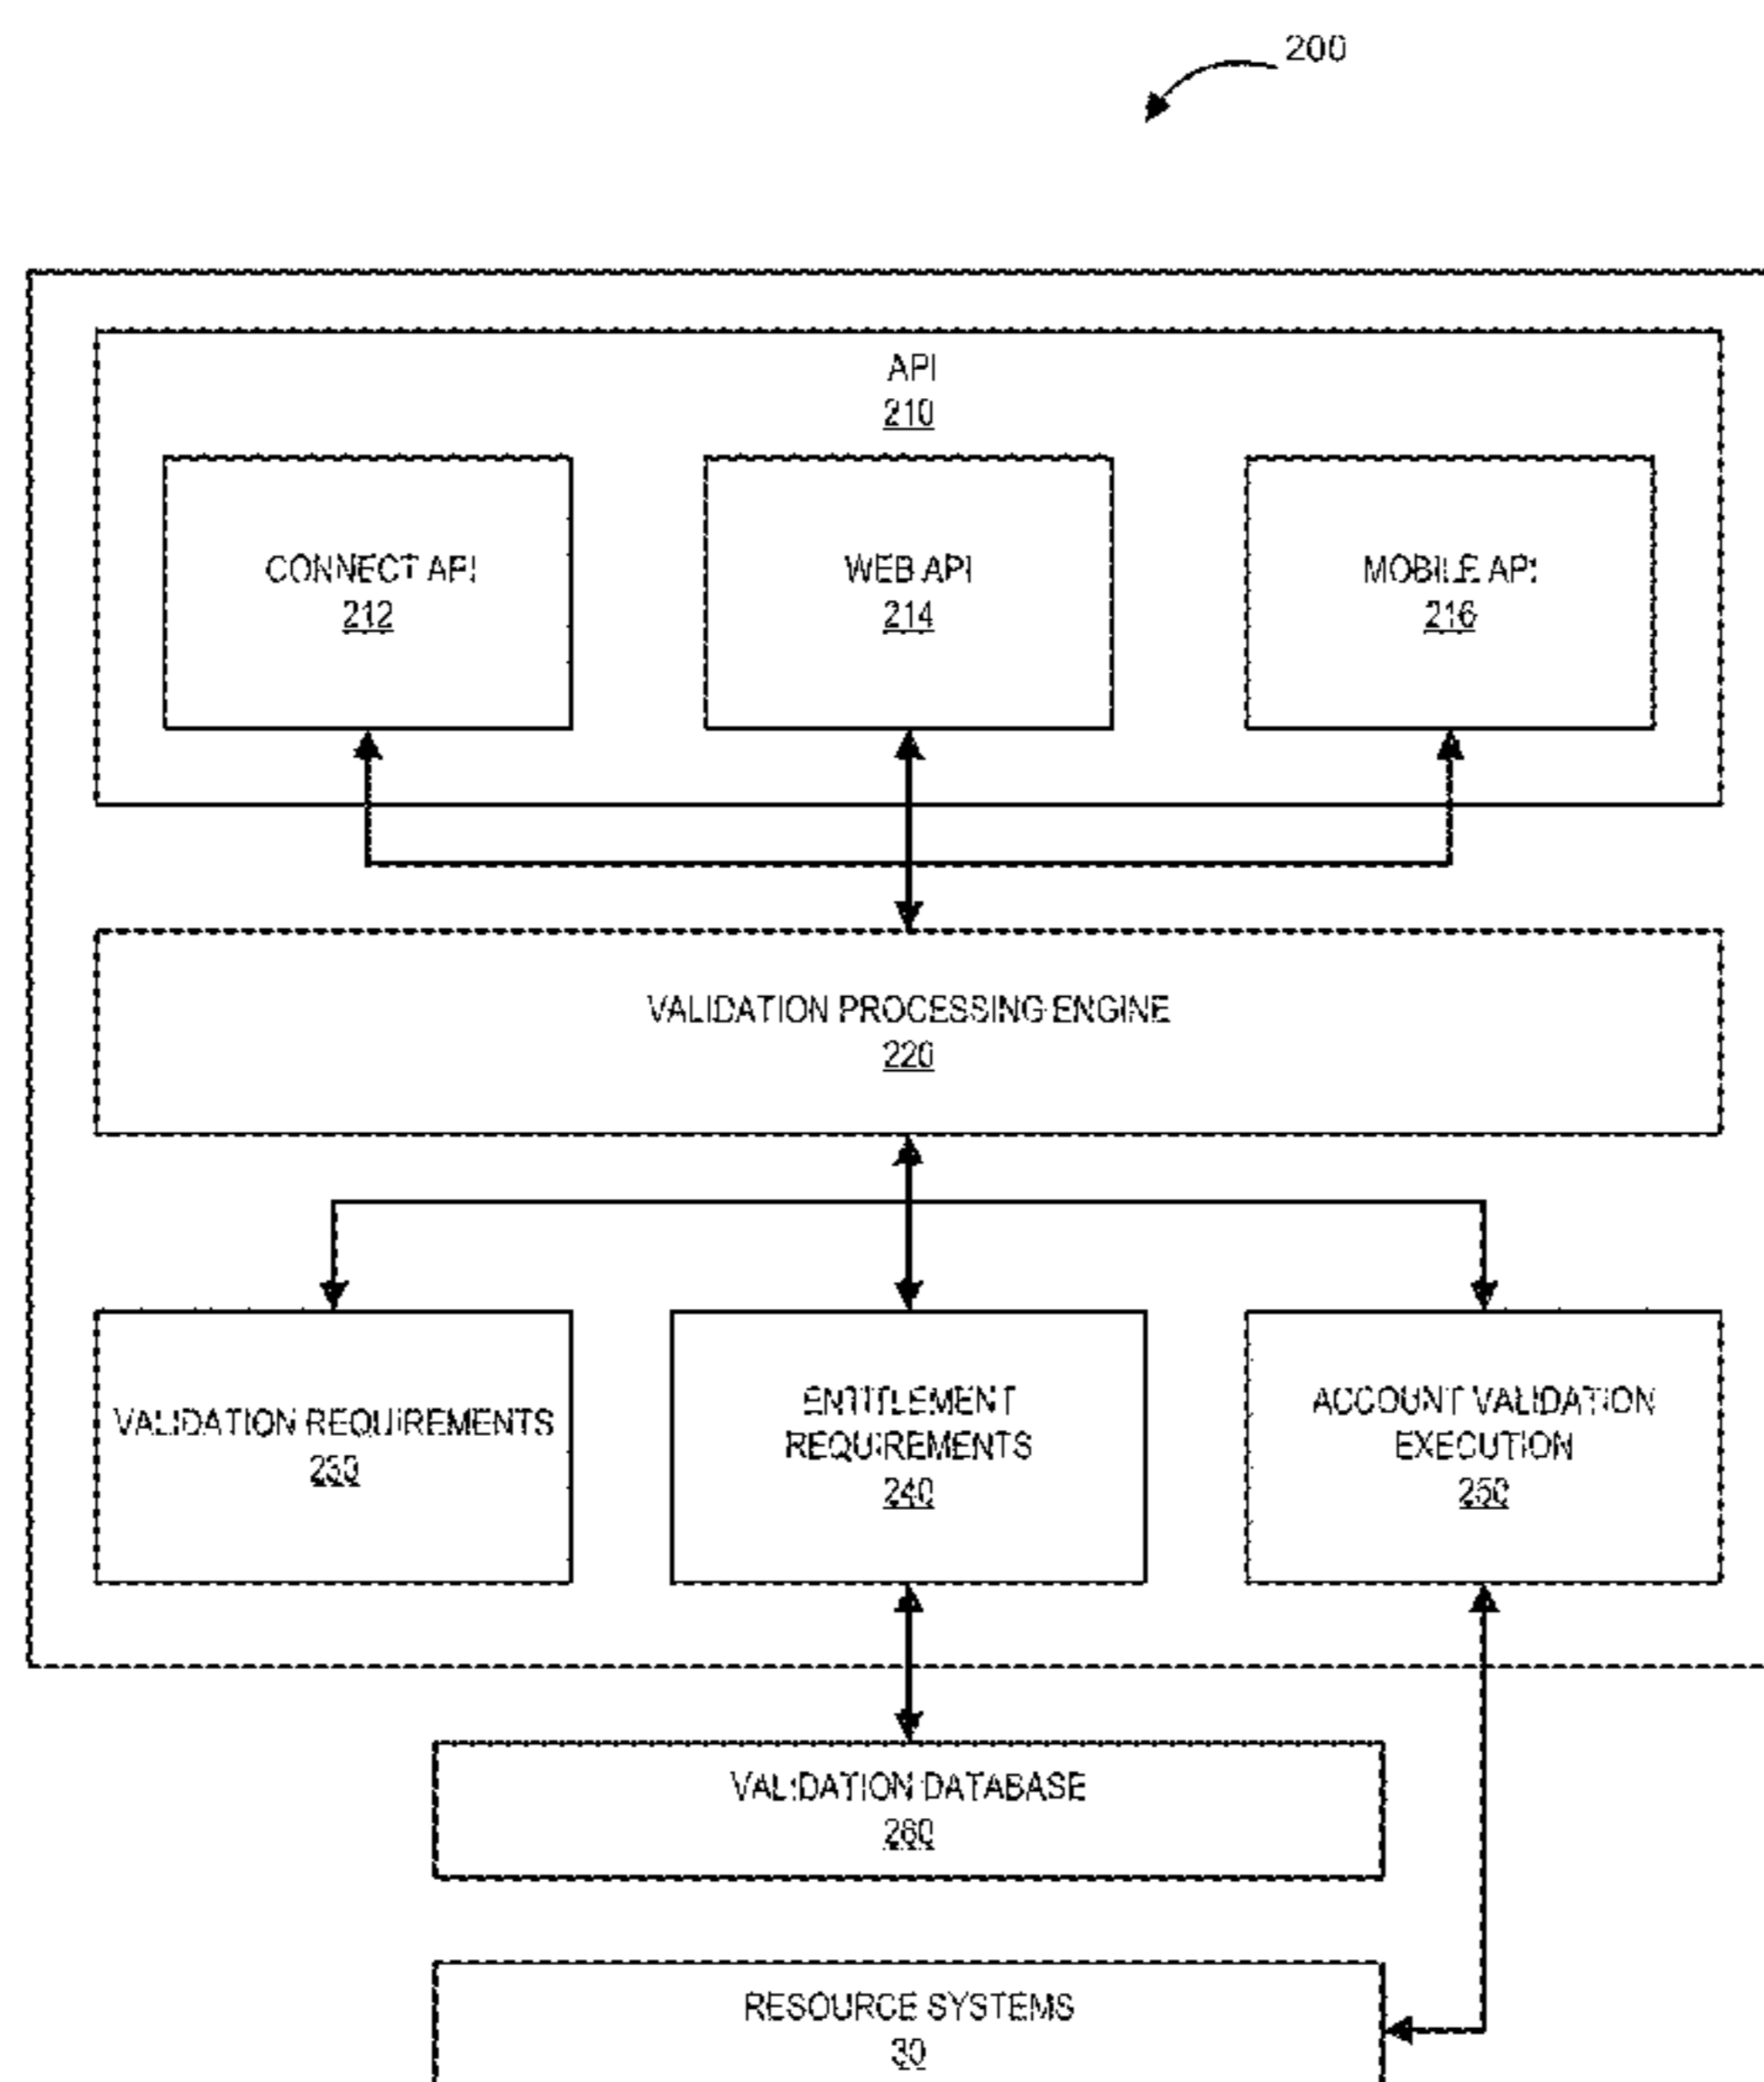 200
API
210
CONNECT API
212
WEB API
214
MOBILE API
216
VALIDATION PROCESSING ENGINE
220
VALIDATION REQUIREMENTS
230
ENTITLEMENT
REQUIREMENTS
240
ACCOUNT VALIDATION
EXECUTION
250
VALIDATION DATABASE
260
RESOURCE SYSTEMS
30